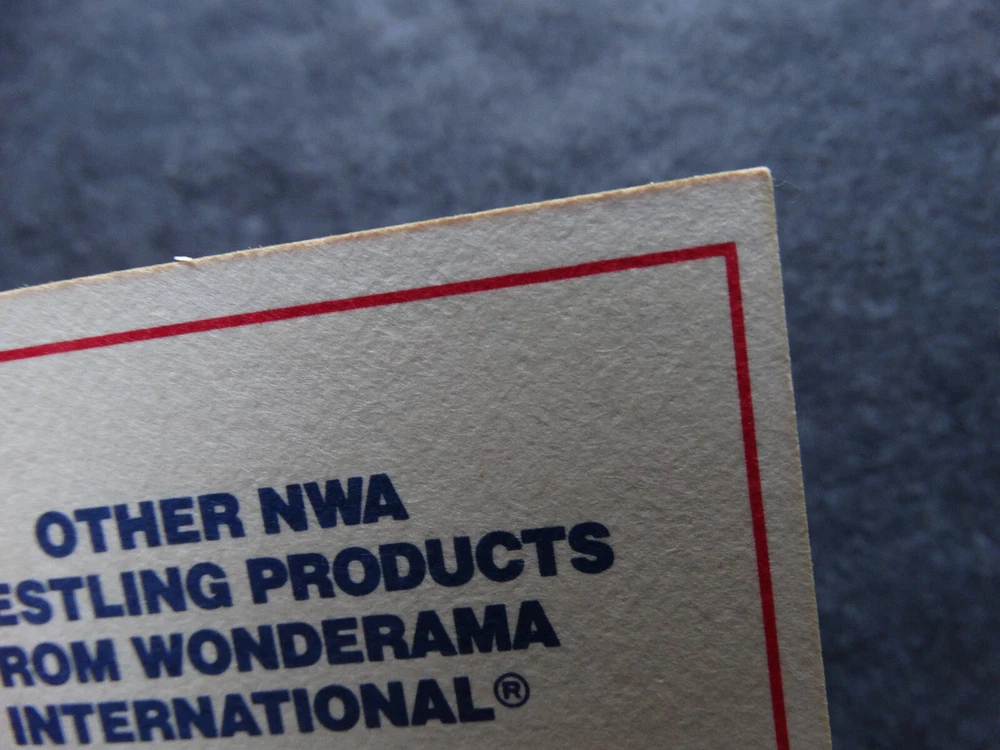 OTHER NWA
ESTLING PRODUCTS
ROM WONDERAMA
INTERNATIONAL®